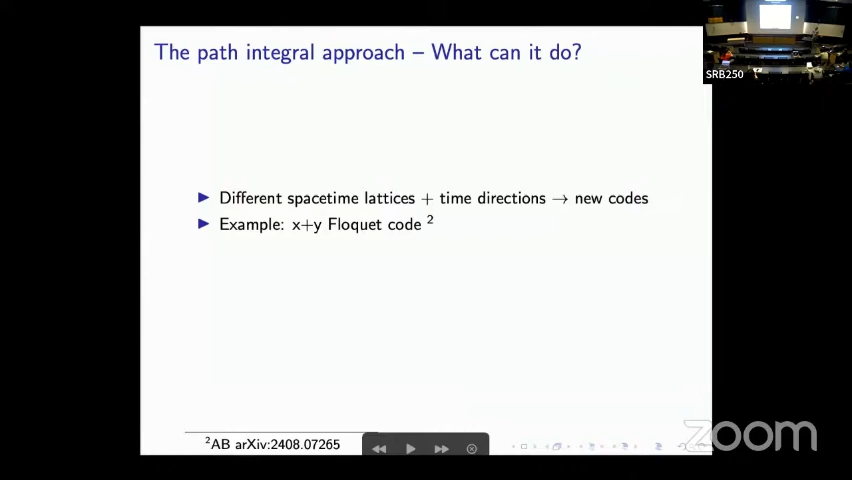 The path integral approach – What can it do?
SRB250
▶ Different spacetime lattices + time directions → new codes
▶ Example: x+y Floquet code ²
²AB arXiv:2408.07265
zoom